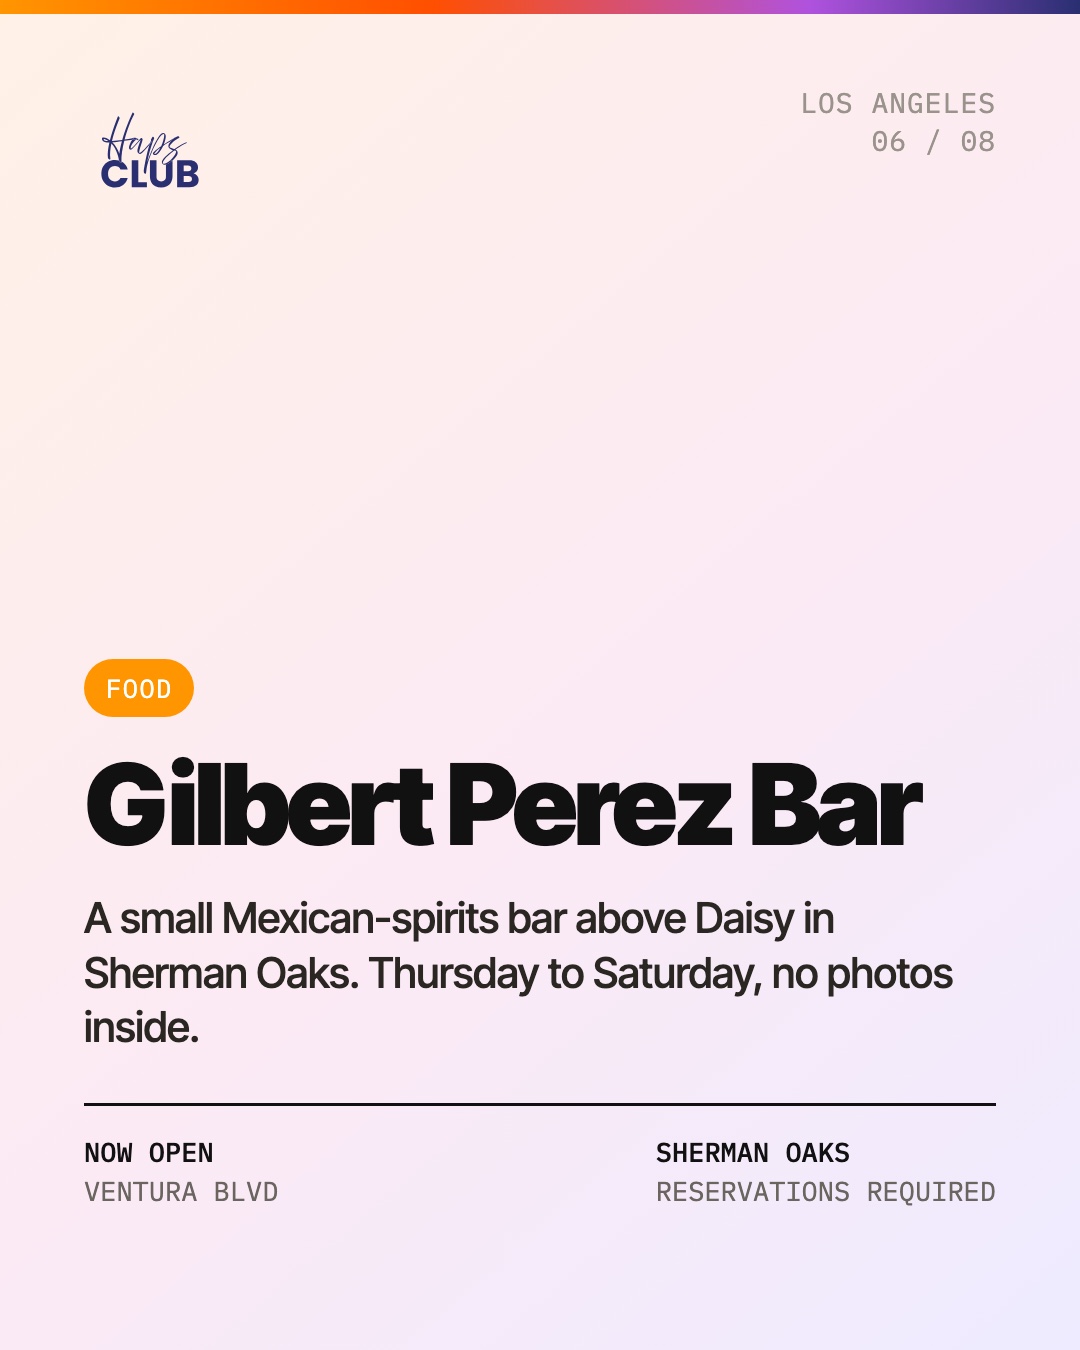 Haps
CLUB
LOS ANGELES
06 / 08
FOOD
Gilbert Perez Bar
A small Mexican-spirits bar above Daisy in
Sherman Oaks. Thursday to Saturday, no photos
inside.
NOW OPEN
VENTURA BLVD
SHERMAN OAKS
RESERVATIONS REQUIRED